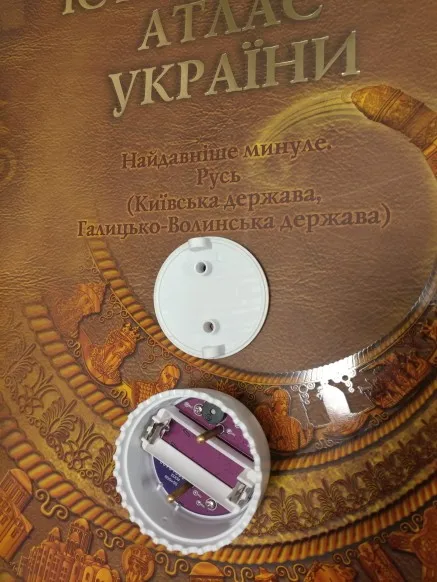 АТЛАС
УКРАЇНИ
Найдавніше минуле.
Русь
(Київська держава,
Галицько-Волинська держава)